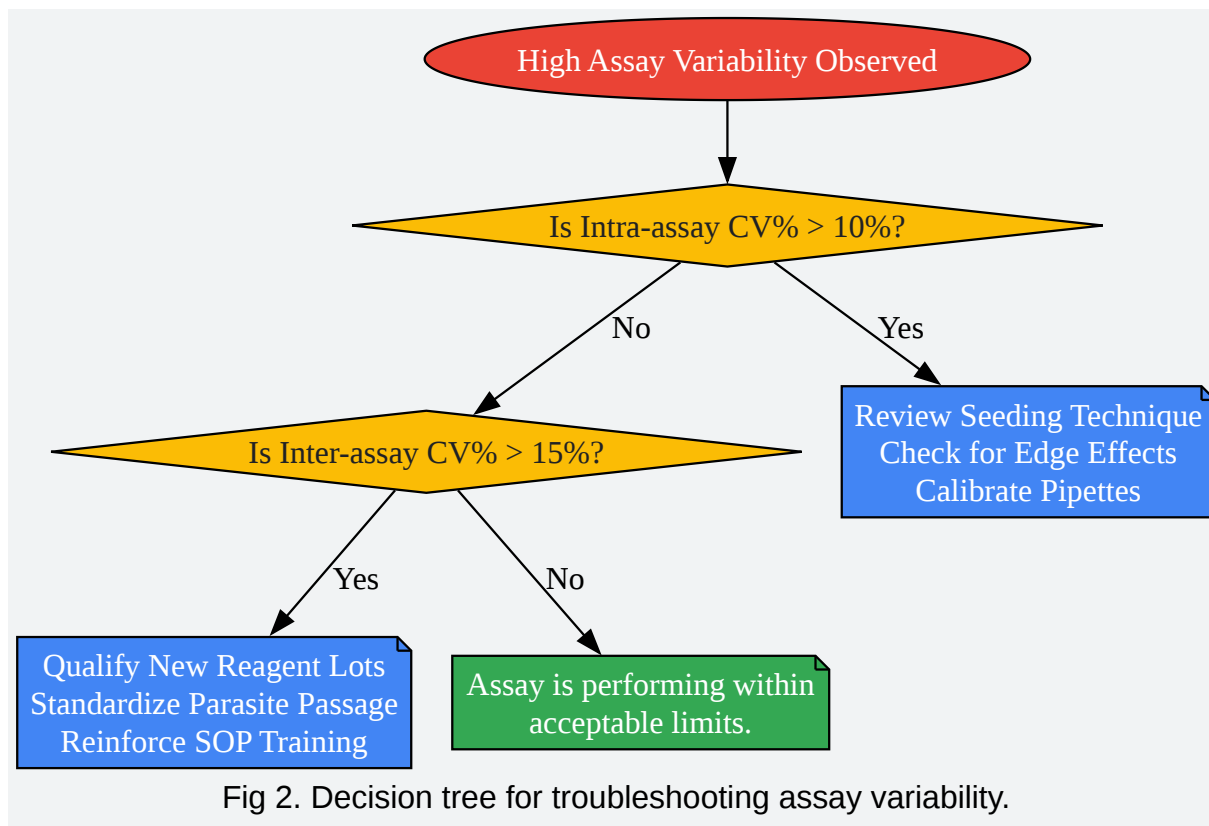 High Assay Variability Observed
Is Intra-assay CV% > 10%?
No
Yes
Review Seeding Technique
Check for Edge Effects
Calibrate Pipettes
Is Inter-assay CV% > 15%?
Yes
No
Qualify New Reagent Lots
Standardize Parasite Passage
Reinforce SOP Training
Assay is performing within
acceptable limits.
Fig 2. Decision tree for troubleshooting assay variability.